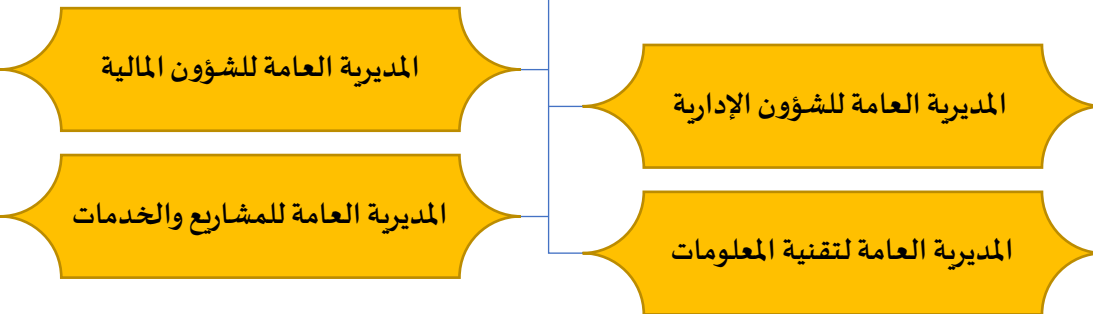 المديرية العامة للشؤون الإدارية
المديرية العامة للشؤون المالية
المديرية العامة لتقنية المعلومات
المديرية العامة للمشاريع والخدمات